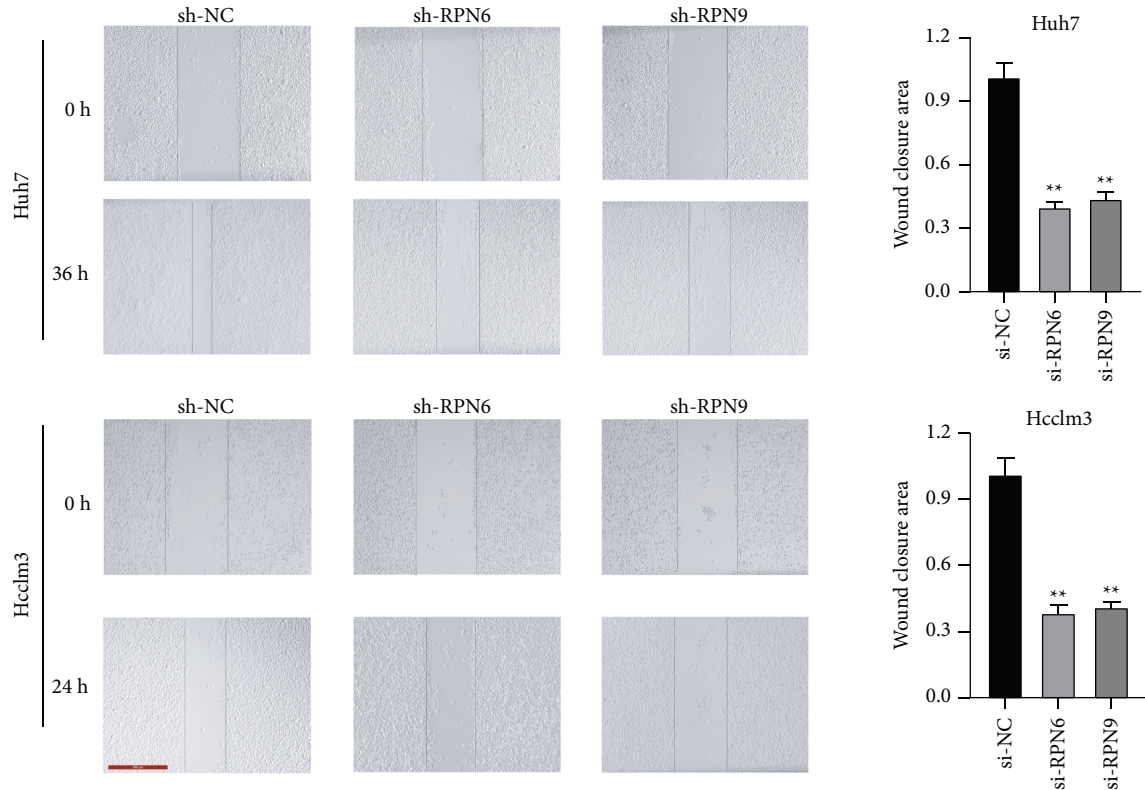 sh-NC sh-RPN6 sh-RPN9
0 h
Huh7
36 h
sh-NC sh-RPN6 sh-RPN9
0 h
Hcclm3
24 h
Huh7
Wound closure area
1.2
0.9
0.6
0.3
0.0
**
**
si-NC
si-RPN6
si-RPN9
Hcclm3
Wound closure area
1.2
0.9
0.6
0.3
0.0
**
**
si-NC
si-RPN6
si-RPN9